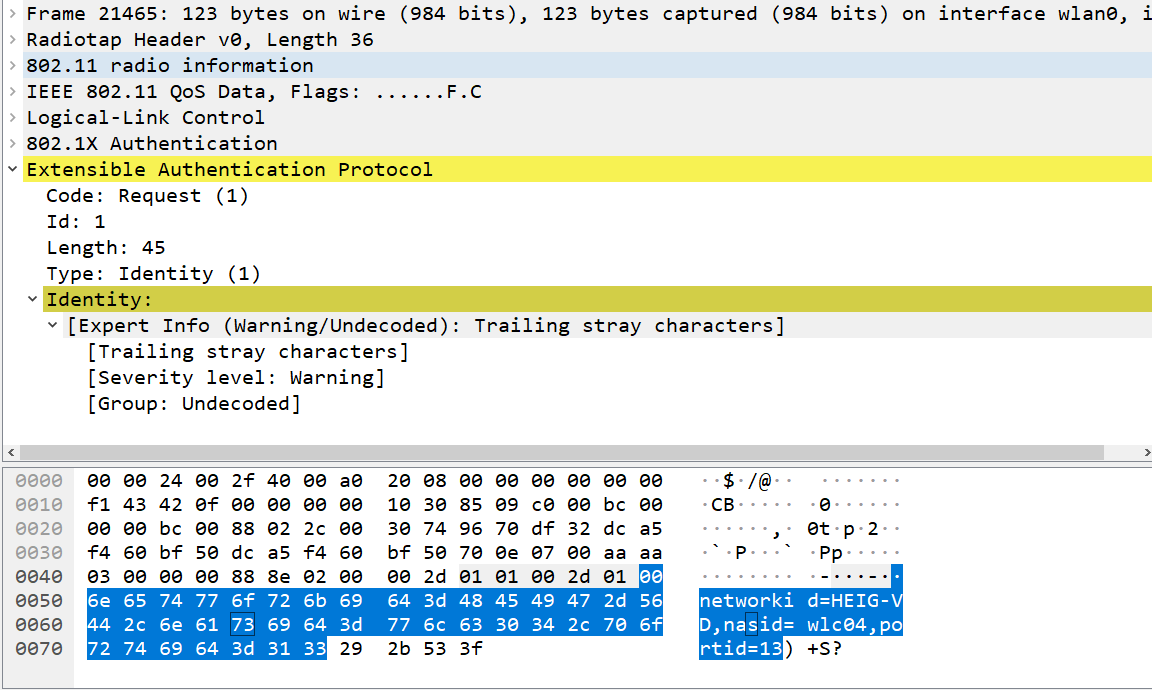 Frame 21465: 123 bytes on wire (984 bits), 123 bytes captured (984 bits) on interface wlan0, i
Radiotap Header v0, Length 36
802.11 radio information
IEEE 802.11 QoS Data, Flags: ......F.C
Logical-Link Control
802.1X Authentication
Extensible Authentication Protocol
Code: Request (1)
Id: 1
Length: 45
Type: Identity (1)
Identity:
[Expert Info (Warning/Undecoded): Trailing stray characters]
[Trailing stray characters]
[Severity level: Warning]
[Group: Undecoded]
0000 00 00 24 00 2f 40 00 a0 20 08 00 00 00 00 00 00 ··$·/@·· ·······
0010 f1 43 42 0f 00 00 00 00 10 30 85 09 c0 00 bc 00 ·CB····· ·0······
0020 00 00 bc 00 88 02 2c 00 30 74 96 70 df 32 dc a5 ······,· 0t·p·2··
0030 f4 60 bf 50 dc a5 f4 60 bf 50 70 0e 07 00 aa aa ·`·P···` ·Pp·····
0040 03 00 00 00 88 8e 02 00 00 2d 01 01 00 2d 01 00 ········ ·-···-··
0050 6e 65 74 77 6f 72 6b 69 64 3d 48 45 49 47 2d 56 networki d=HEIG-V
0060 44 2c 6e 61 73 69 64 3d 77 6c 63 30 34 2c 70 6f D,nasid= wlc04,po
0070 72 74 69 64 3d 31 33 29 2b 53 3f rtid=13) +S?